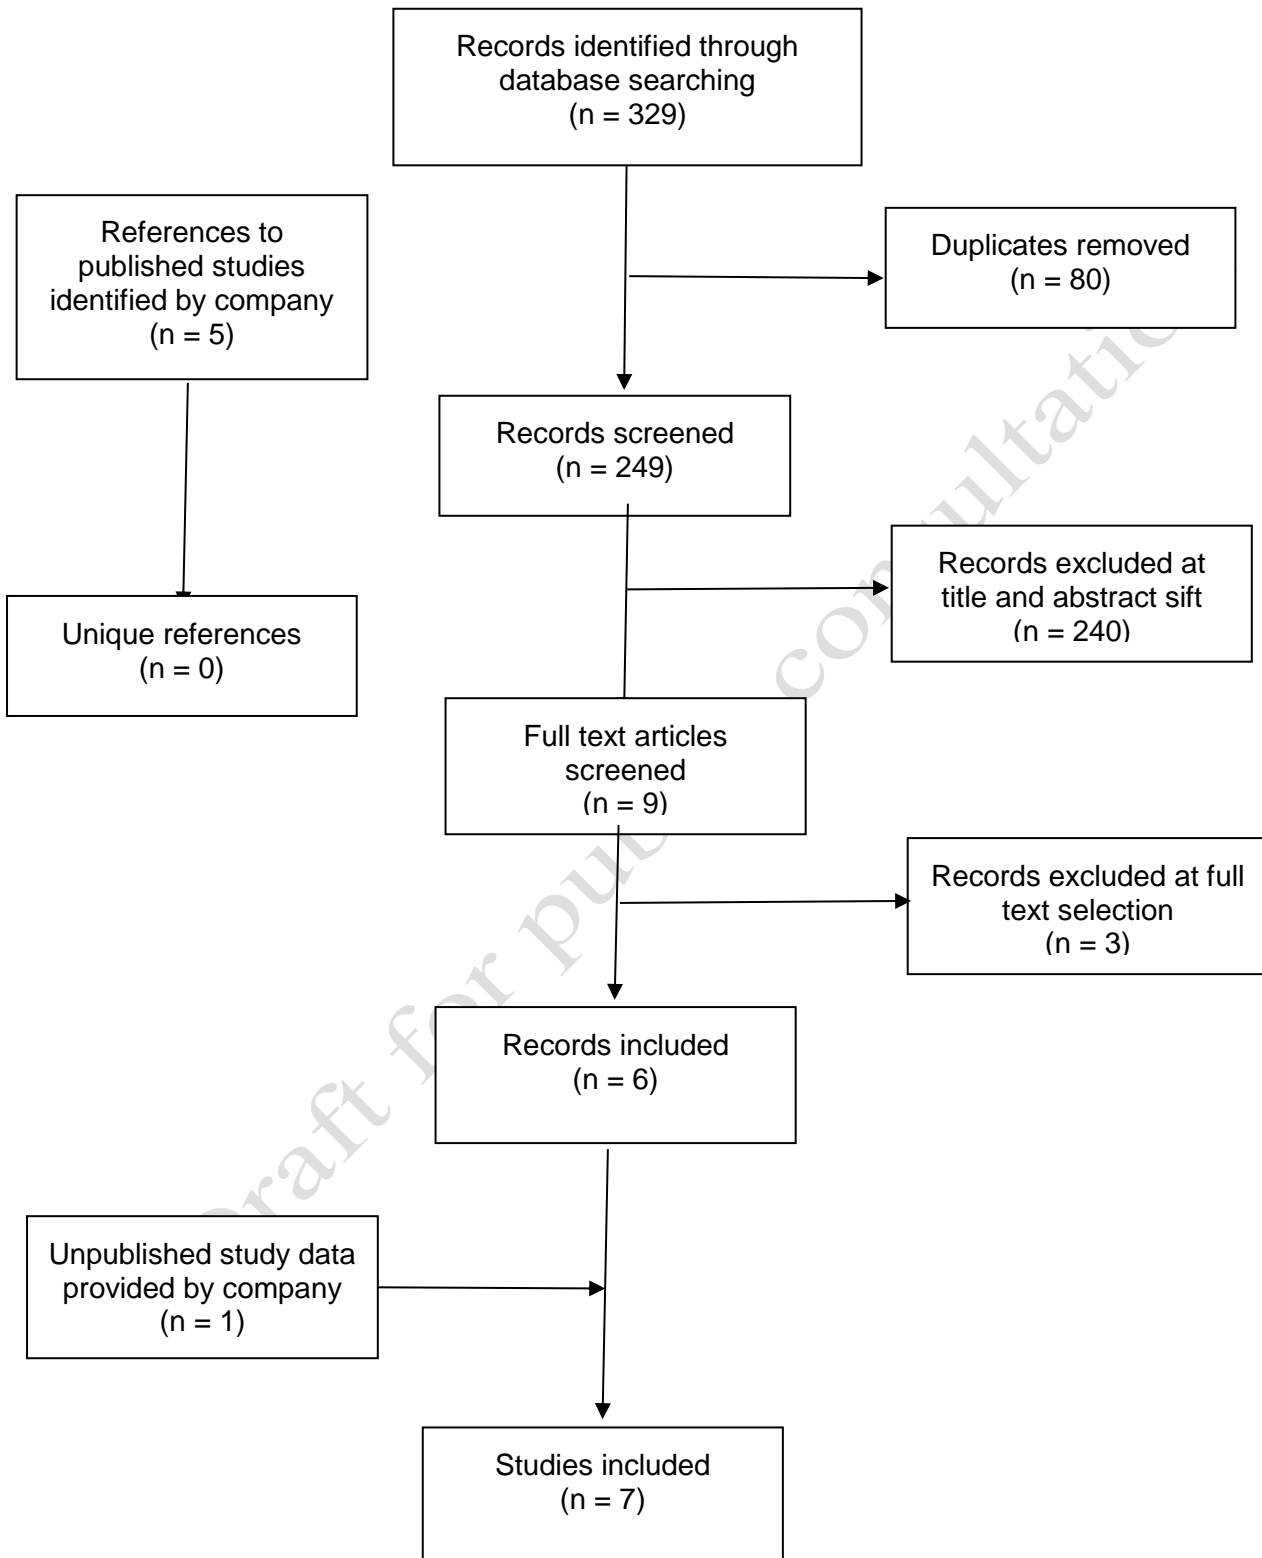 Records identified through
database searching
(n = 329)
References to
published studies
identified by company
(n = 5)
Duplicates removed
(n = 80)
Records screened
(n = 249)
Records excluded at
title and abstract sift
(n = 240)
Unique references
(n = 0)
Full text articles
screened
(n = 9)
Records excluded at full
text selection
(n = 3)
Records included
(n = 6)
Unpublished study data
provided by company
(n = 1)
Studies included
(n = 7)